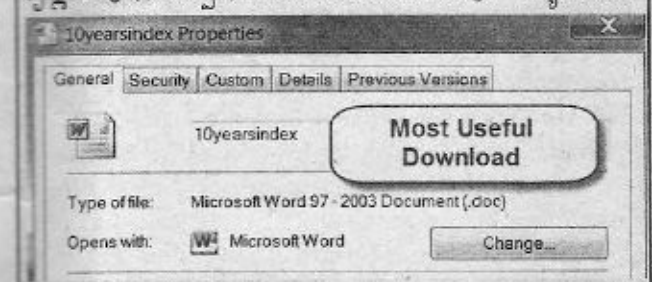 10yearsindex Properties
General Security Custom Details Previous Versions
10yearsindex
Most Useful
Download
Type of file: Microsoft Word 97 - 2003 Document (.doc)
Opens with: Microsoft Word Change...